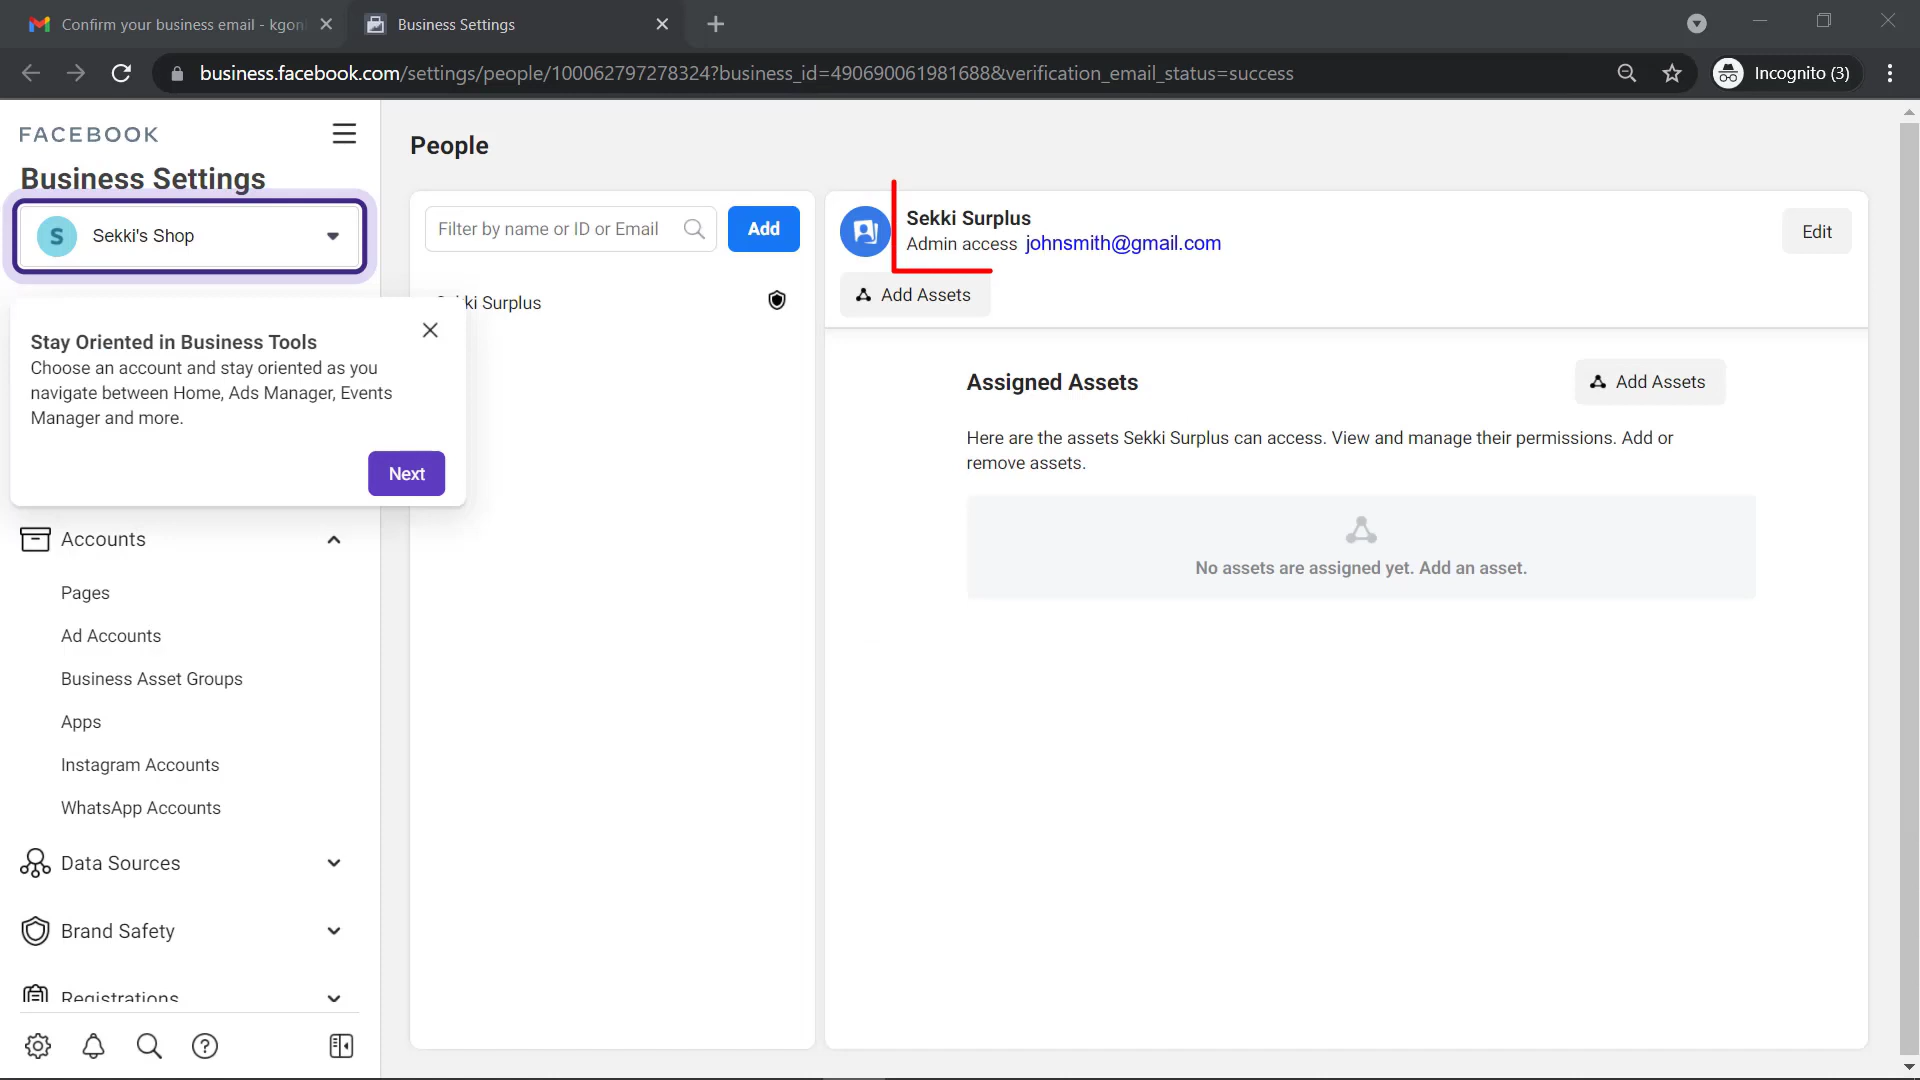 Confirm your business email - kgon
Business Settings
business.facebook.com/settings/people/100062797278324?business_id=490690061981688&verification_email_status=success
Incognito (3)
FACEBOOK
Business Settings
S
Sekki's Shop
Stay Oriented in Business Tools
Choose an account and stay oriented as you
navigate between Home, Ads Manager, Events
Manager and more.
Next
Accounts
Pages
Ad Accounts
Business Asset Groups
Apps
Instagram Accounts
WhatsApp Accounts
Data Sources
Brand Safety
Registrations
People
Filter by name or ID or Email
Add
ki Surplus
Sekki Surplus
Admin access johnsmith@gmail.com
Edit
Add Assets
Assigned Assets
Add Assets
Here are the assets Sekki Surplus can access. View and manage their permissions. Add or
remove assets.
No assets are assigned yet. Add an asset.